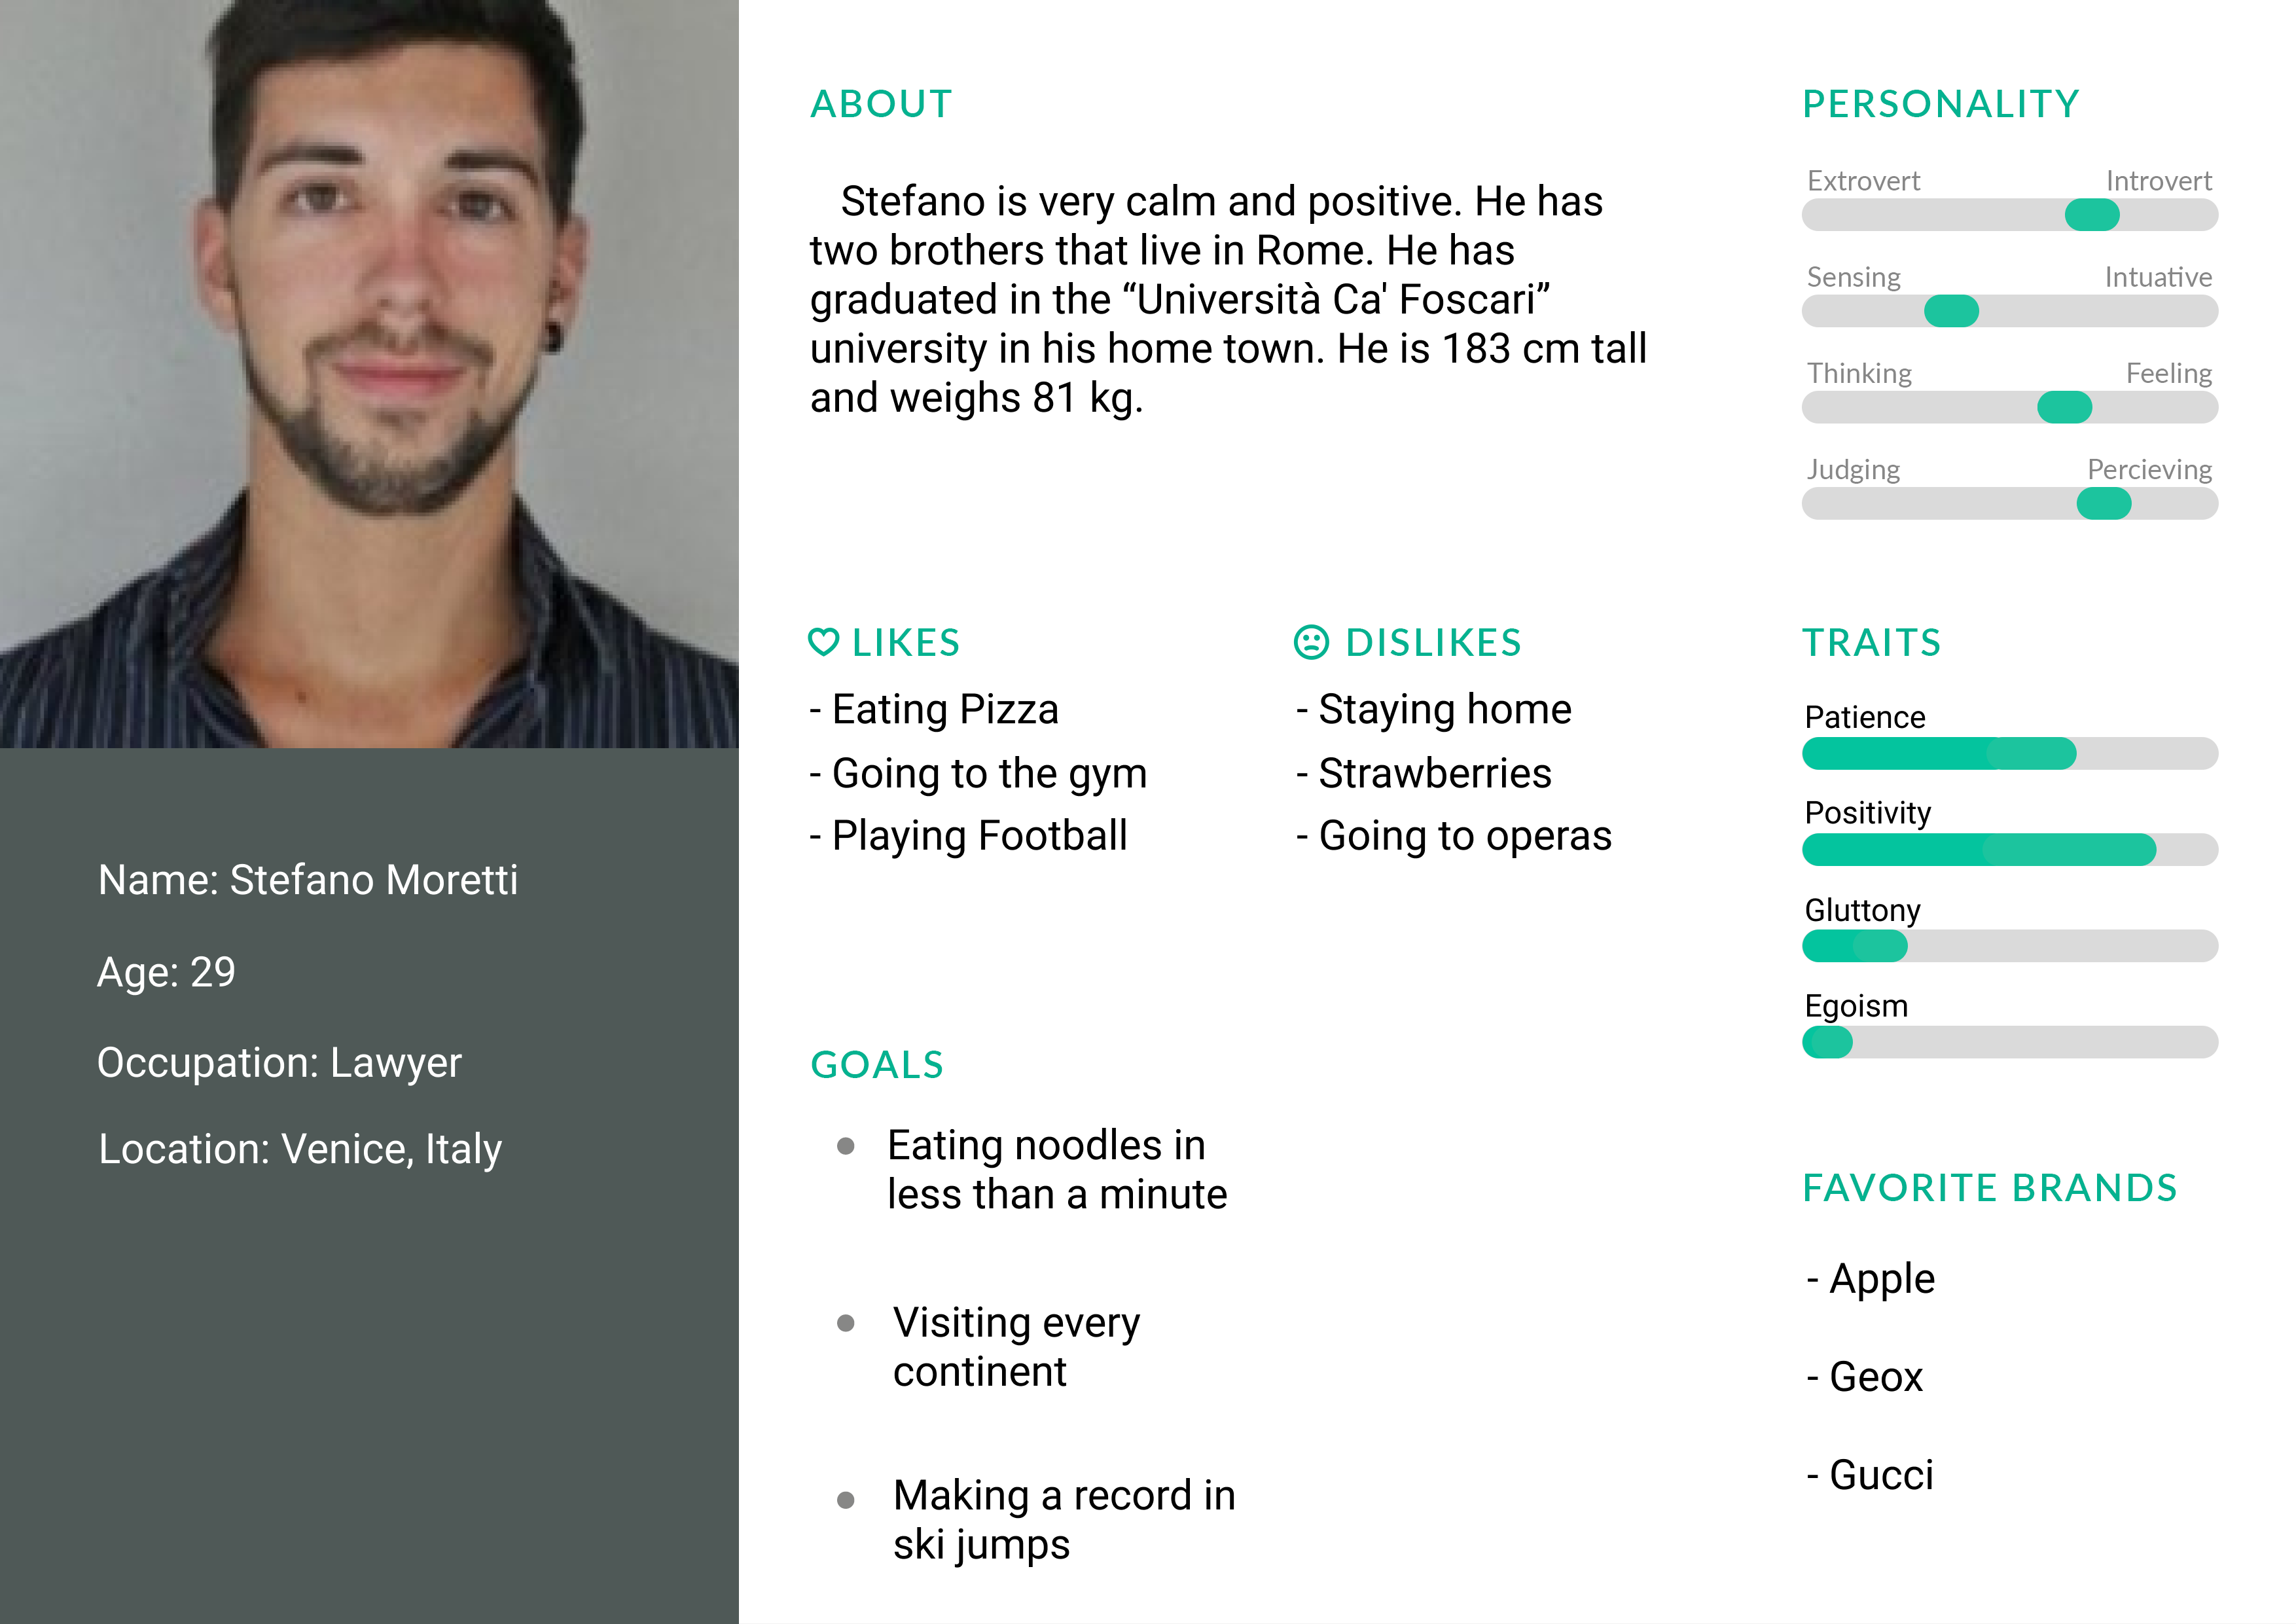 Name: Stefano Moretti
Age: 29
Occupation: Lawyer
Location: Venice, Italy
ABOUT
Stefano is very calm and positive. He has
two brothers that live in Rome. He has
graduated in the “Università Ca' Foscari”
university in his home town. He is 183 cm tall
and weighs 81 kg.
LIKES
- Eating Pizza
- Going to the gym
- Playing Football
DISLIKES
- Staying home
- Strawberries
- Going to operas
GOALS
Eating noodles in
less than a minute
Visiting every
continent
Making a record in
ski jumps
PERSONALITY
Extrovert Introvert
Sensing Intuative
Thinking Feeling
Judging Percieving
TRAITS
Patience
Positivity
Gluttony
Egoism
FAVORITE BRANDS
- Apple
- Geox
- Gucci